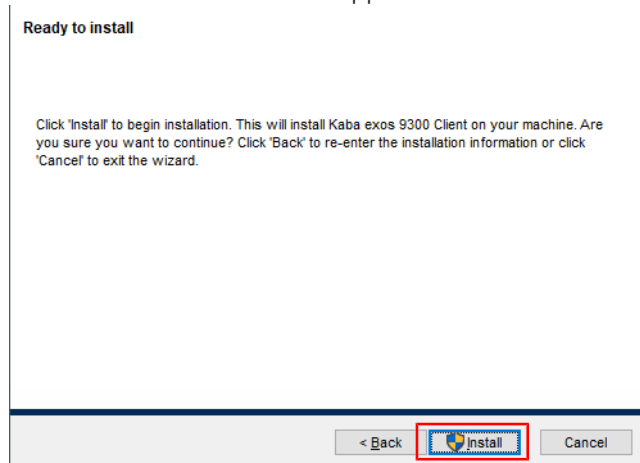 Ready to install
Click 'Install' to begin installation. This will install Kaba exos 9300 Client on your machine. Are
you sure you want to continue? Click 'Back' to re-enter the installation information or click
'Cancel' to exit the wizard.
< Back Install Cancel